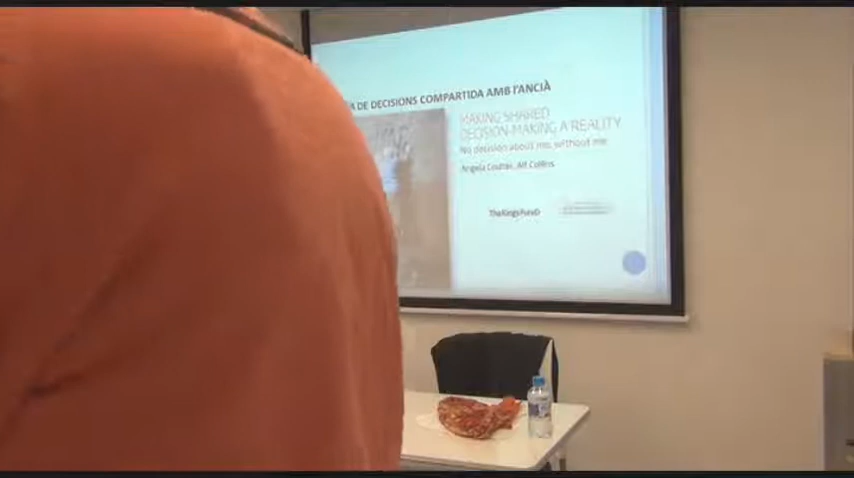 A DE DECISIONS COMPARTIDA AMB l'ANCIÀ
MAKING SHARED
DECISION-MAKING A REALITY
No decision about me, without me
Angela Coulter, Alf Collins
TheKingsFund